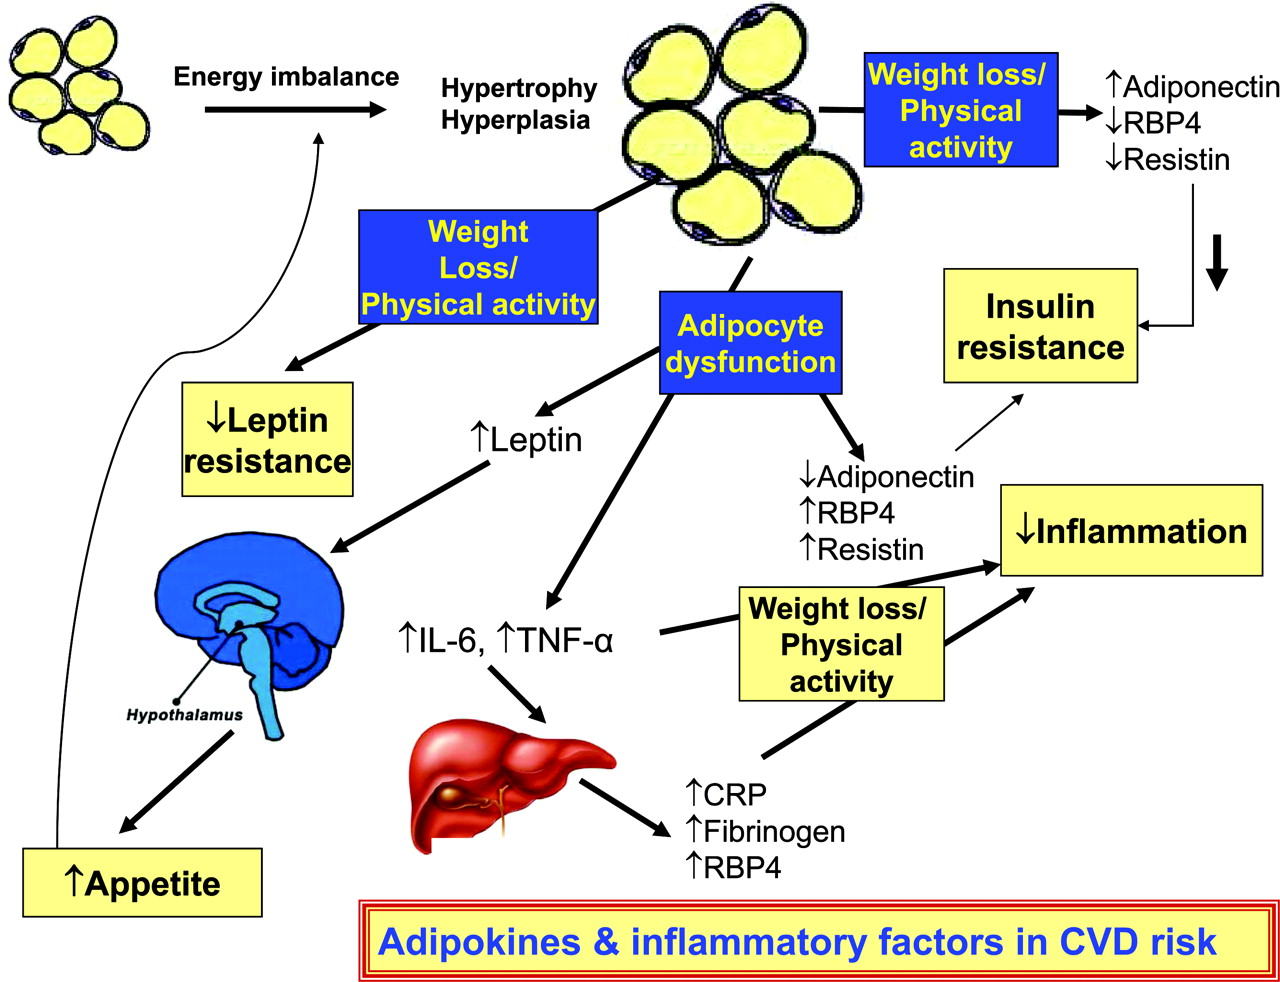 Energy imbalance
Hypertrophy
Hyperplasia
Weight loss/
Physical
activity
↑Adiponectin
↓RBP4
↓Resistin
Weight
Loss/
Physical activity
Adipocyte
dysfunction
Insulin
resistance
↓Leptin
resistance
↑Leptin
↓Adiponectin
↑RBP4
↑Resistin
↓Inflammation
Weight loss/
Physical
activity
↑IL-6, ↑TNF-α
Hypothalamus
↑CRP
↑Fibrinogen
↑RBP4
↑Appetite
Adipokines & inflammatory factors in CVD risk